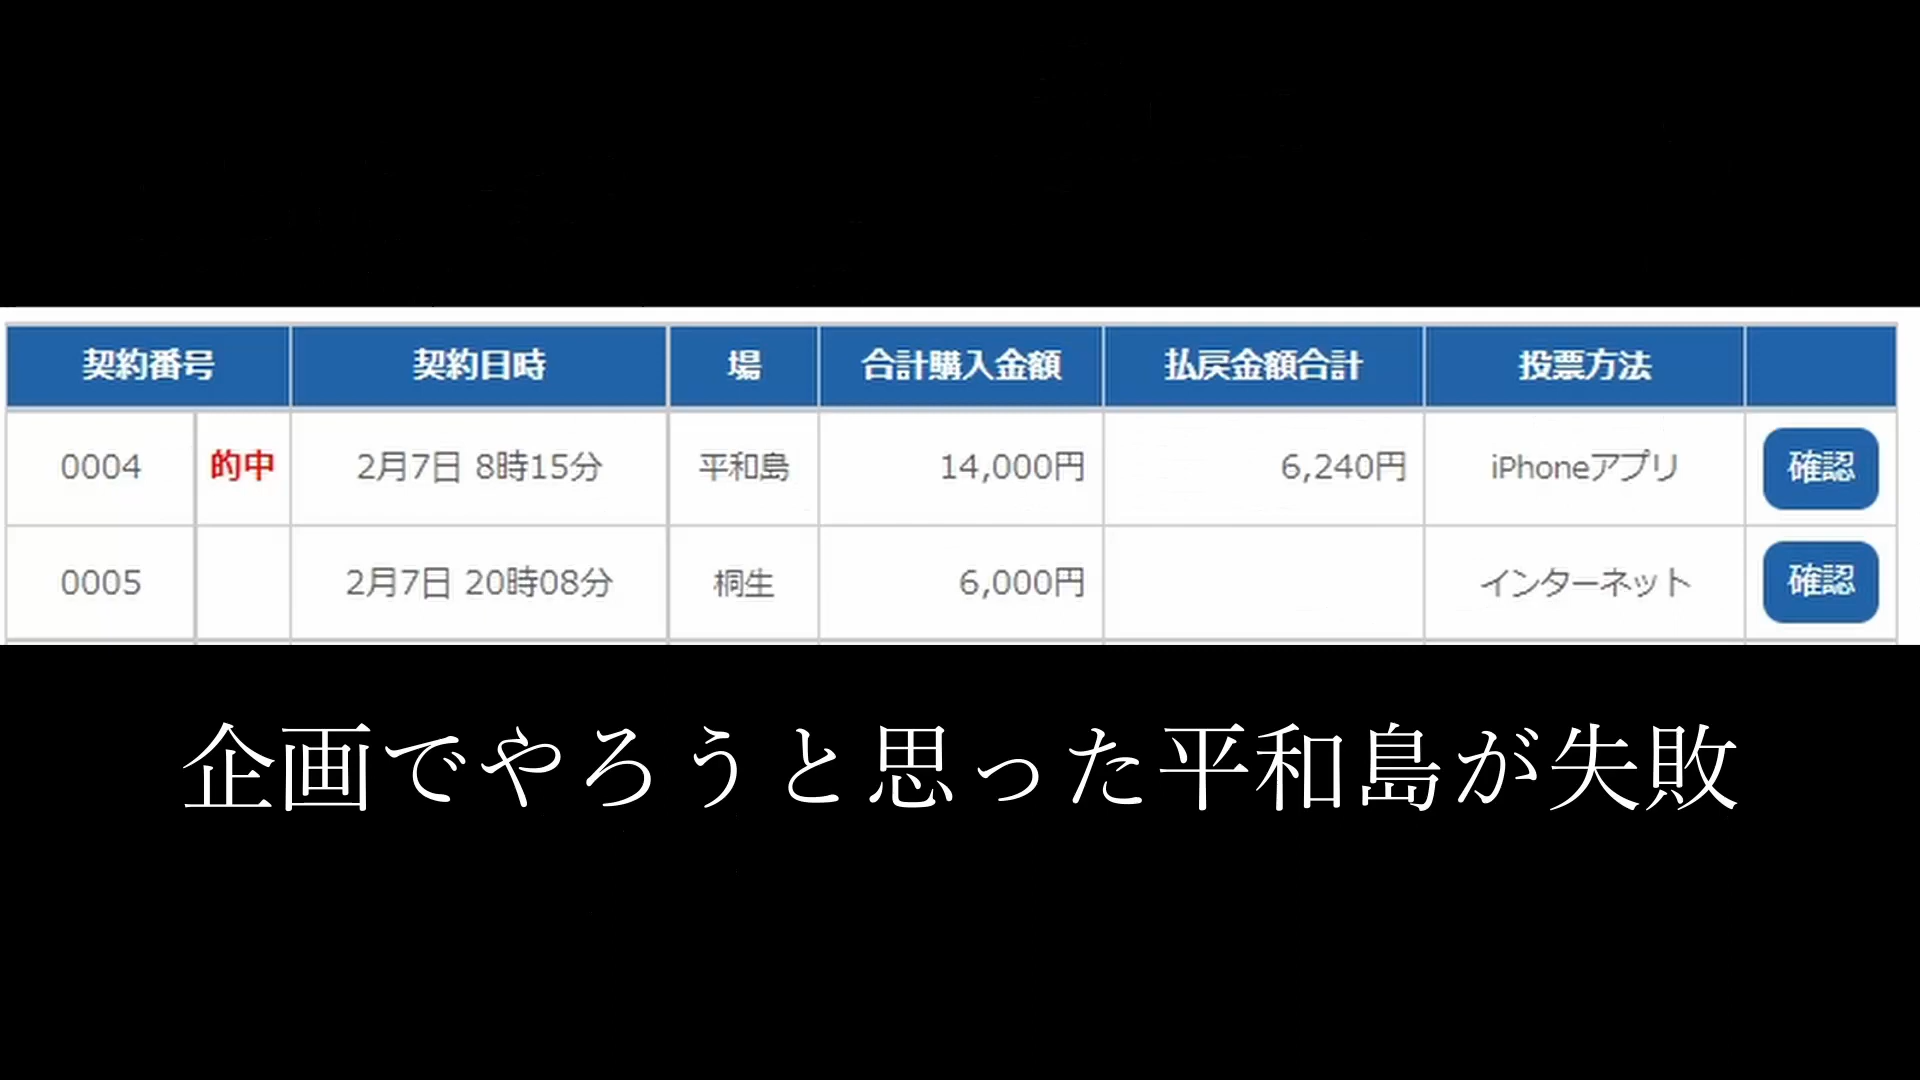 契約番号 契約日時 場 合計購入金額 払戻金額合計 投票方法
0004 的中 2月7日 8時15分 平和島 14,000円 6,240円 iPhoneアプリ 確認
0005 2月7日 20時08分 桐生 6,000円 インターネット 確認
企画でやろうと思った平和島が失敗